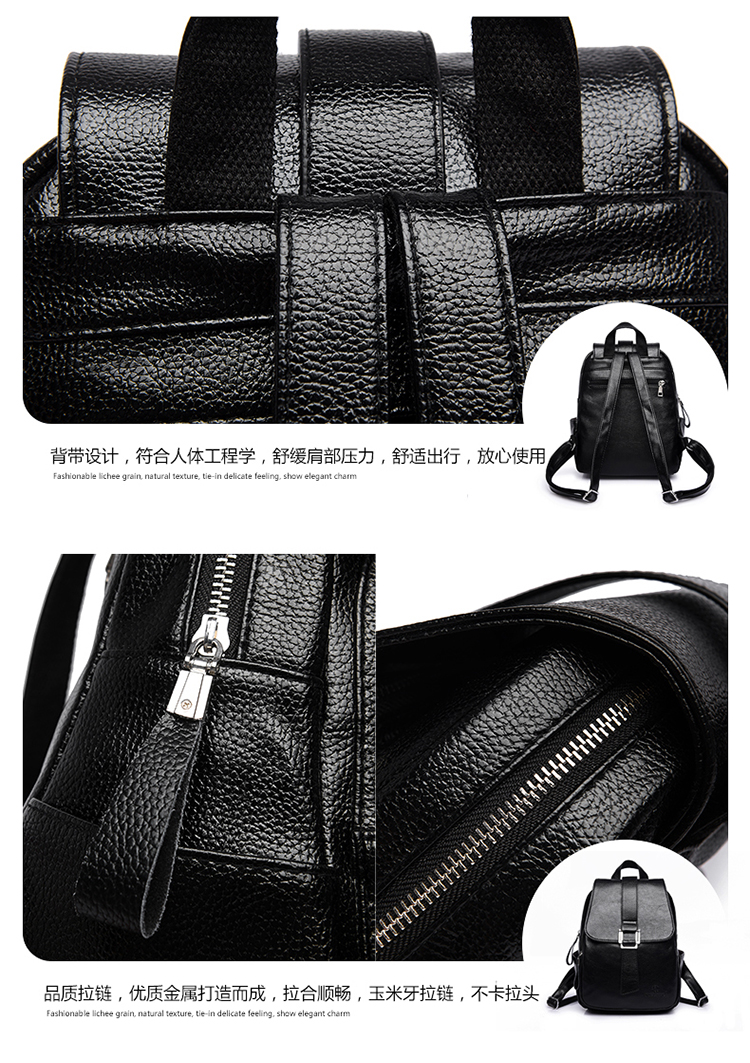 背带设计，符合人体工程学，舒缓肩部压力，舒适出行，放心使用
Fashionable lichee grain, natural texture, tie-in delicate feeling, show elegant charm
品质拉链，优质金属打造而成，拉合顺畅，玉米牙拉链，不卡拉头
Fashionable lichee grain, natural texture, tie-in delicate feeling, show elegant charm